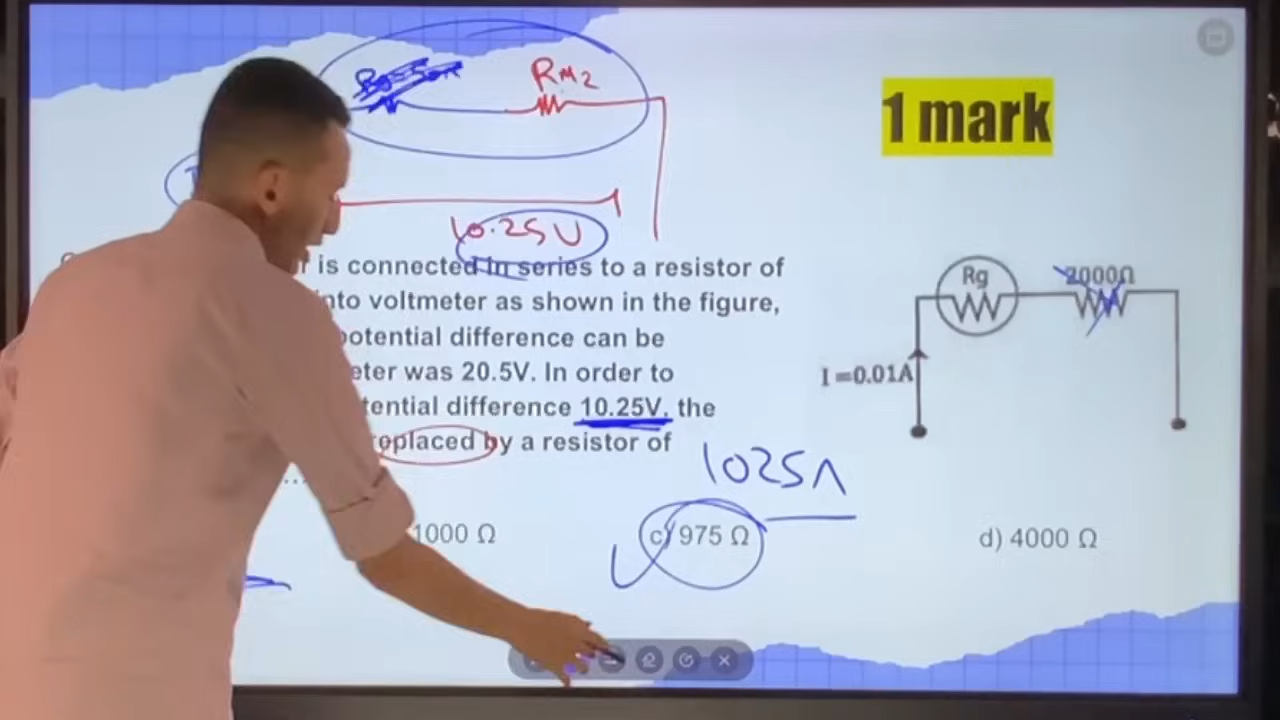 RM2
1 mark
10.25V
is connected in series to a resistor of
into voltmeter as shown in the figure,
potential difference can be
eter was 20.5V. In order to
tential difference 10.25V, the
eplaced by a resistor of
....
Rg
2000Ω
I =0.01A
1025Λ
1000 Ω
c) 975 Ω
d) 4000 Ω